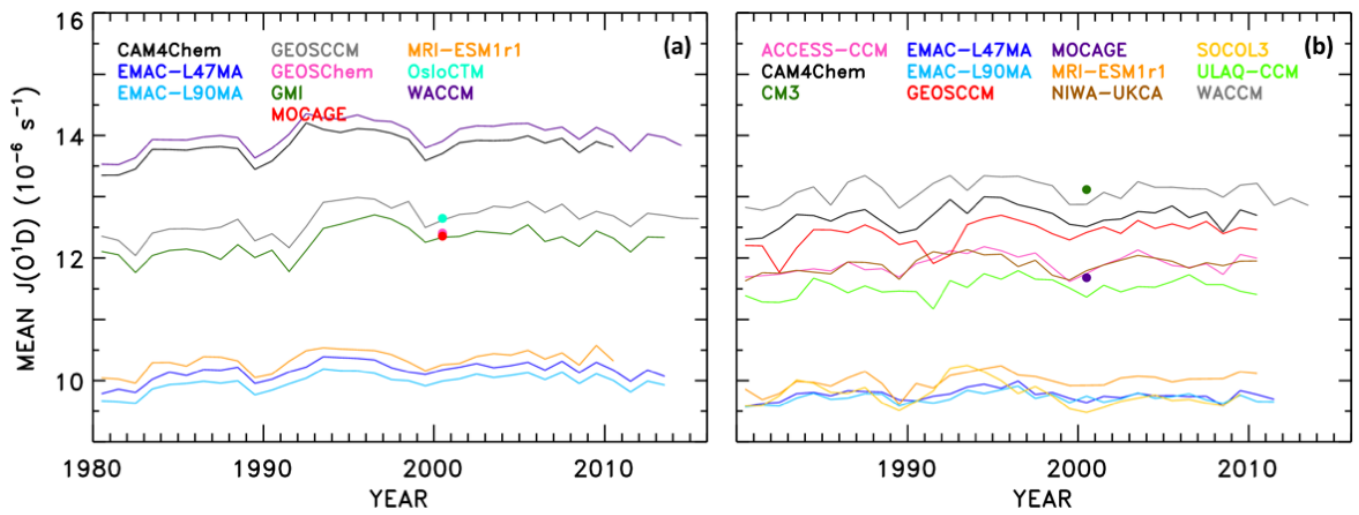 16
14
12
10
MEAN J(O¹D) (10⁻⁶ s⁻¹)
CAM4Chem GEOSCCM MRI-ESM1r1 (a)
EMAC-L47MA GEOSChem OsloCTM
EMAC-L90MA GMI WACCM
MOCAGE
1980 1990 2000 2010
YEAR
ACCESS-CCM EMAC-L47MA MOCAGE SOCOL3 (b)
CAM4Chem EMAC-L90MA MRI-ESM1r1 ULAQ-CCM
CM3 GEOSCCM NIWA-UKCA WACCM
1990 2000 2010
YEAR